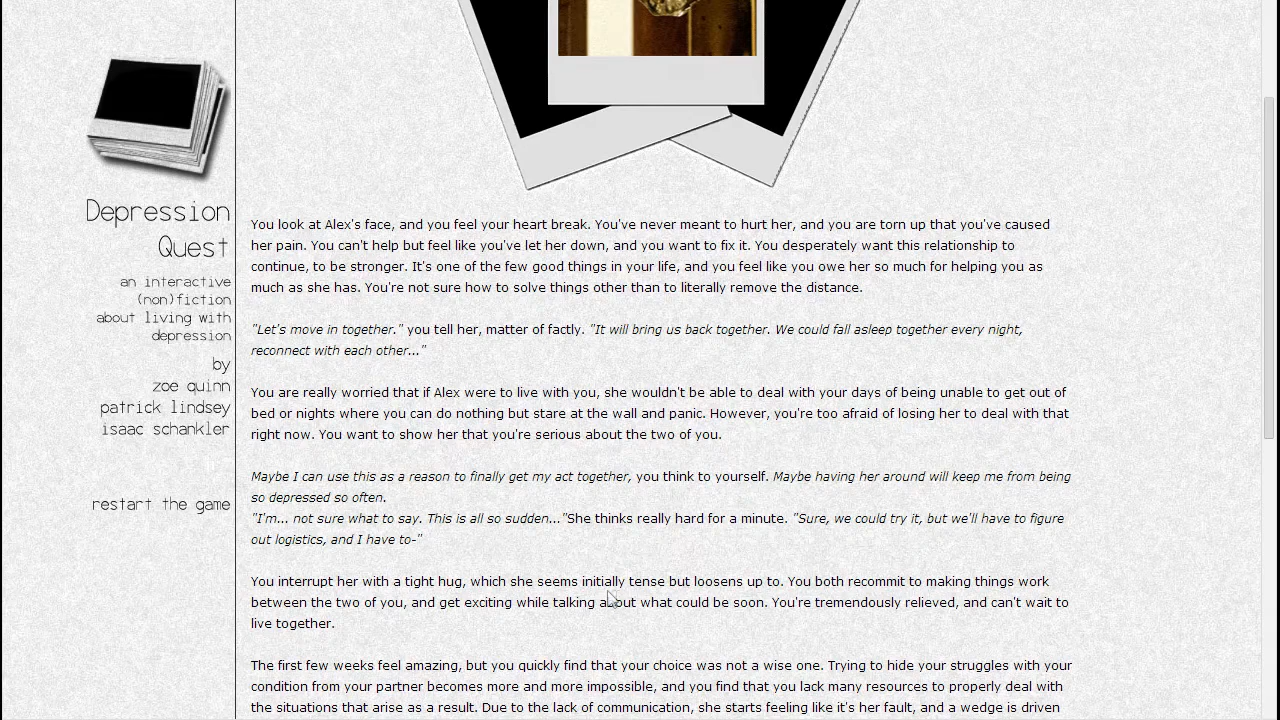 Depression
Quest
an interactive
(non)fiction
about living with
depression
by
zoe quinn
patrick lindsey
isaac schankler
restart the game
You look at Alex's face, and you feel your heart break. You've never meant to hurt her, and you are torn up that you've caused
her pain. You can't help but feel like you've let her down, and you want to fix it. You desperately want this relationship to
continue, to be stronger. It's one of the few good things in your life, and you feel like you owe her so much for helping you as
much as she has. You're not sure how to solve things other than to literally remove the distance.
"Let's move in together." you tell her, matter of factly. "It will bring us back together. We could fall asleep together every night,
reconnect with each other..."
You are really worried that if Alex were to live with you, she wouldn't be able to deal with your days of being unable to get out of
bed or nights where you can do nothing but stare at the wall and panic. However, you're too afraid of losing her to deal with that
right now. You want to show her that you're serious about the two of you.
Maybe I can use this as a reason to finally get my act together, you think to yourself. Maybe having her around will keep me from being
so depressed so often.
"I'm... not sure what to say. This is all so sudden..."She thinks really hard for a minute. "Sure, we could try it, but we'll have to figure
out logistics, and I have to-"
You interrupt her with a tight hug, which she seems initially tense but loosens up to. You both recommit to making things work
between the two of you, and get exciting while talking about what could be soon. You're tremendously relieved, and can't wait to
live together.
The first few weeks feel amazing, but you quickly find that your choice was not a wise one. Trying to hide your struggles with your
condition from your partner becomes more and more impossible, and you find that you lack many resources to properly deal with
the situations that arise as a result. Due to the lack of communication, she starts feeling like it's her fault, and a wedge is driven